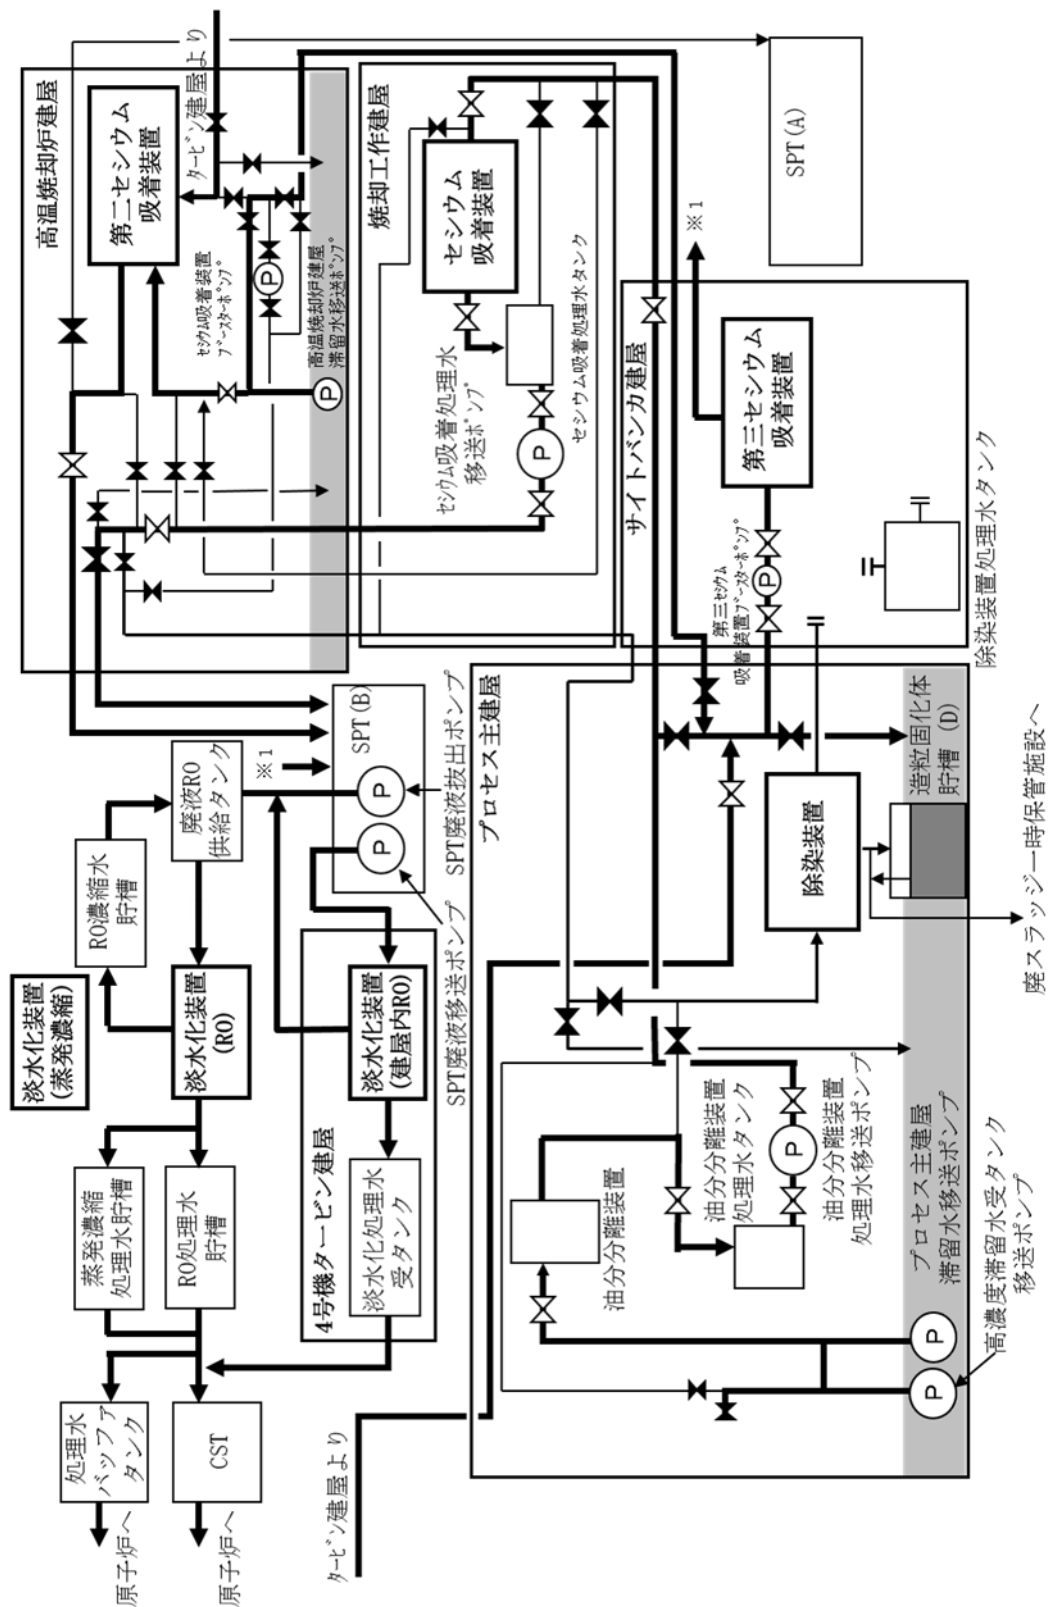 原子炉へ
処理水
バッファ
タンク
原子炉へ
CST
蒸発濃縮
処理水貯槽
RO処理水
貯槽
淡水化装置
(蒸発濃縮)
淡水化装置
(RO)
RO濃縮水
貯槽
廃液RO
供給タンク
※1
4号機タービン建屋
淡水化処理水
受タンク
淡水化装置
(建屋内RO)
SPT(B)
P
P
SPT廃液移送ポンプ
SPT廃液抜出ポンプ
高温焼却炉建屋
第二セシウム
吸着装置
タービン建屋より
セシウム吸着装置
ブースターポンプ
P
高温焼却炉建屋
滞留水移送ポンプ
P
焼却工作建屋
セシウム
吸着装置
セシウム吸着処理水
移送ポンプ
P
セシウム吸着処理水タンク
サイトバンカ建屋
第三セシウム
吸着装置
※1
第三セシウム
吸着装置ブースターポンプ
P
除染装置処理水タンク
SPT(A)
タービン建屋より
プロセス主建屋
油分分離装置
油分分離装置
処理水タンク
P
油分分離装置
処理水移送ポンプ
除染装置
造粒固化体
貯槽(D)
廃スラッジ一時保管施設へ
プロセス主建屋
滞留水移送ポンプ
P
P
高濃度滞留水受タンク
移送ポンプ